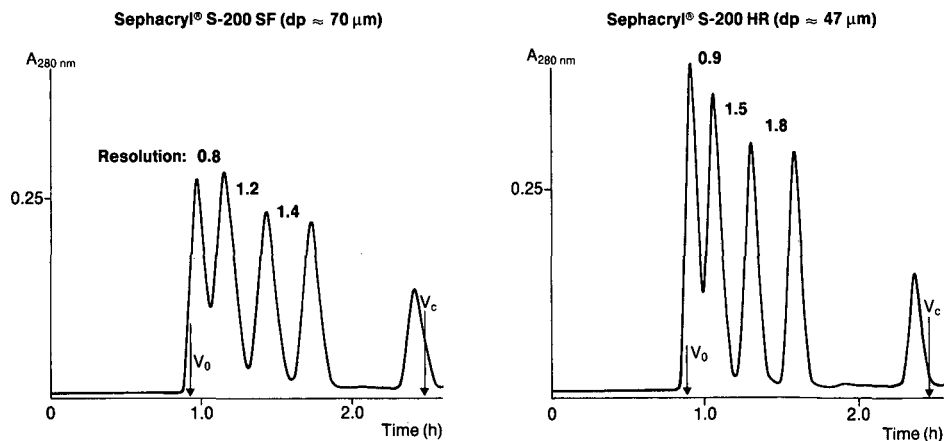 Sephacryl® S-200 SF (dp ≈ 70 μm)
A280 nm
Resolution: 0.8
1.2
1.4
0.25
V0
Vc
0
1.0
2.0
Time (h)
Sephacryl® S-200 HR (dp ≈ 47 μm)
A280 nm
0.9
1.5
1.8
0.25
V0
Vc
0
1.0
2.0
Time (h)